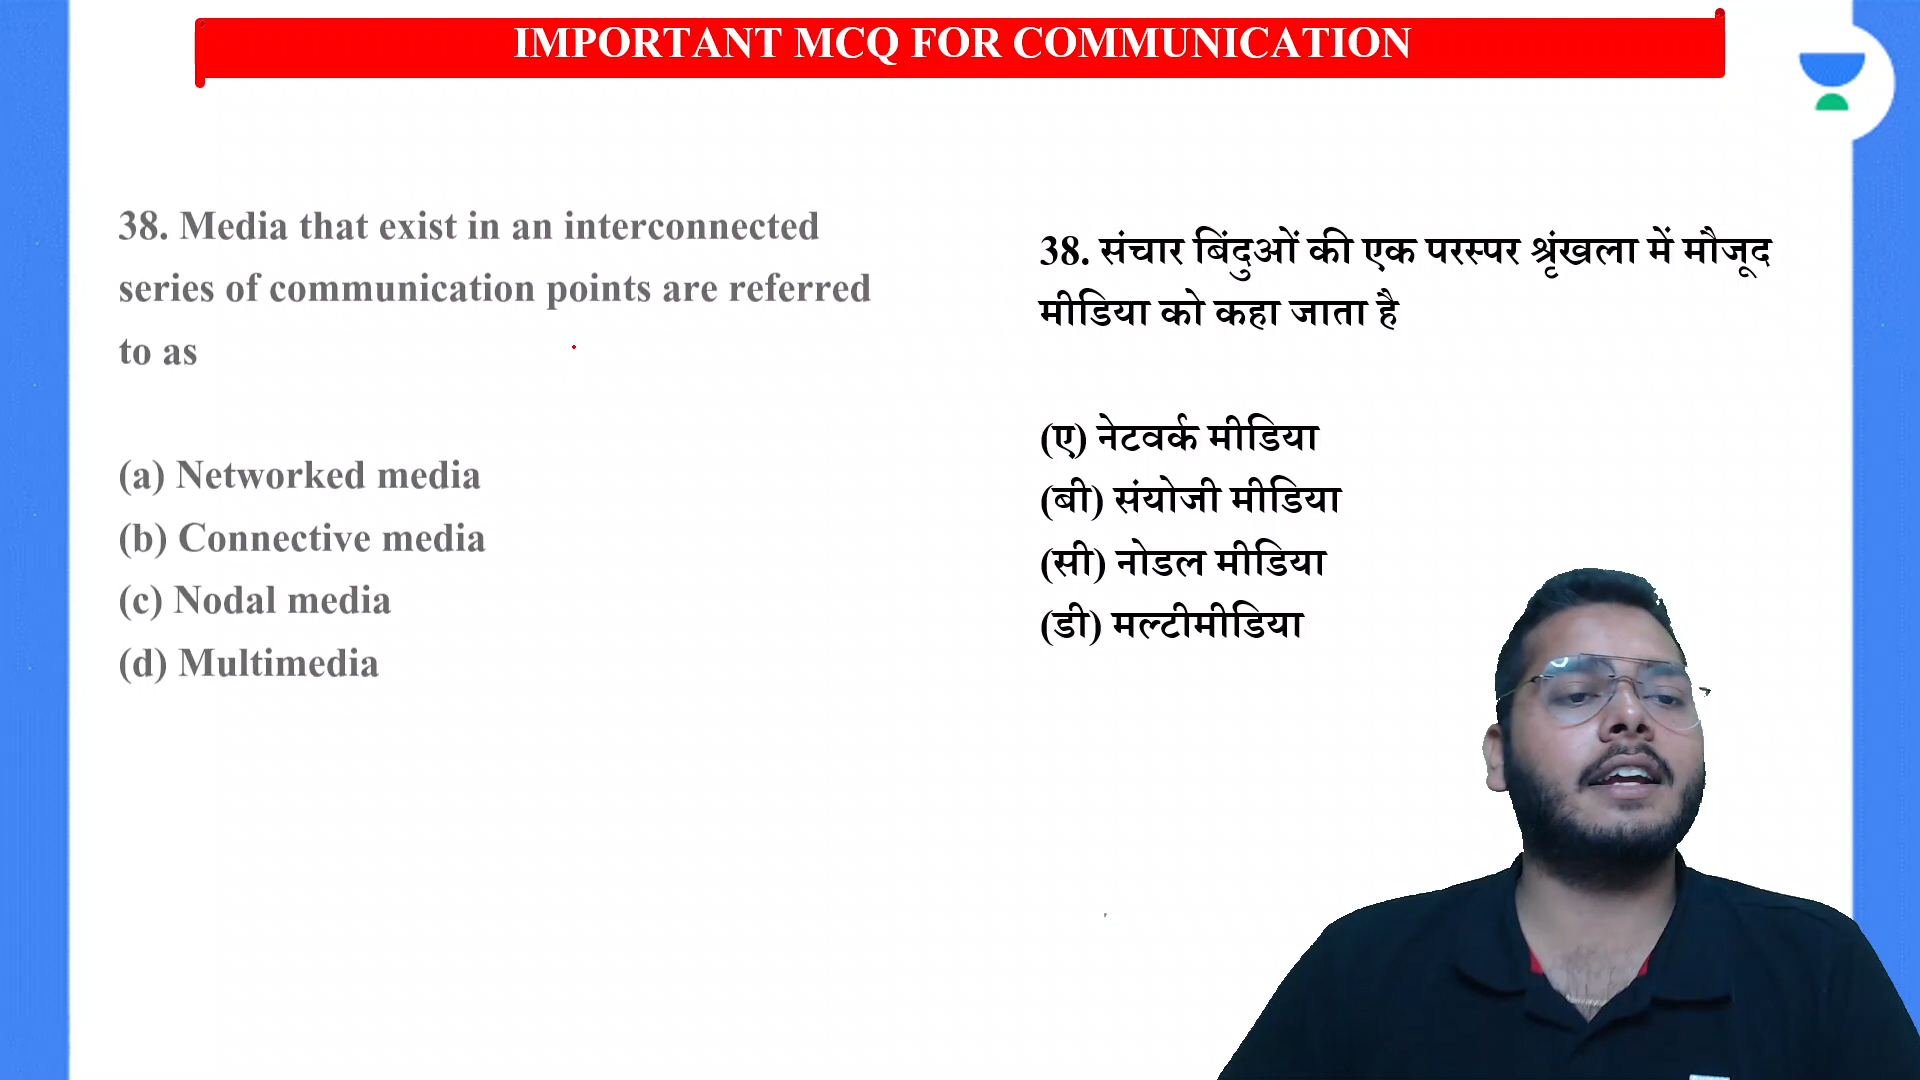 IMPORTANT MCQ FOR COMMUNICATION
38. Media that exist in an interconnected
series of communication points are referred
to as
(a) Networked media
(b) Connective media
(c) Nodal media
(d) Multimedia
38. संचार बिंदुओं की एक परस्पर श्रृंखला में मौजूद
मीडिया को कहा जाता है
(ए) नेटवर्क मीडिया
(बी) संयोजी मीडिया
(सी) नोडल मीडिया
(डी) मल्टीमीडिया